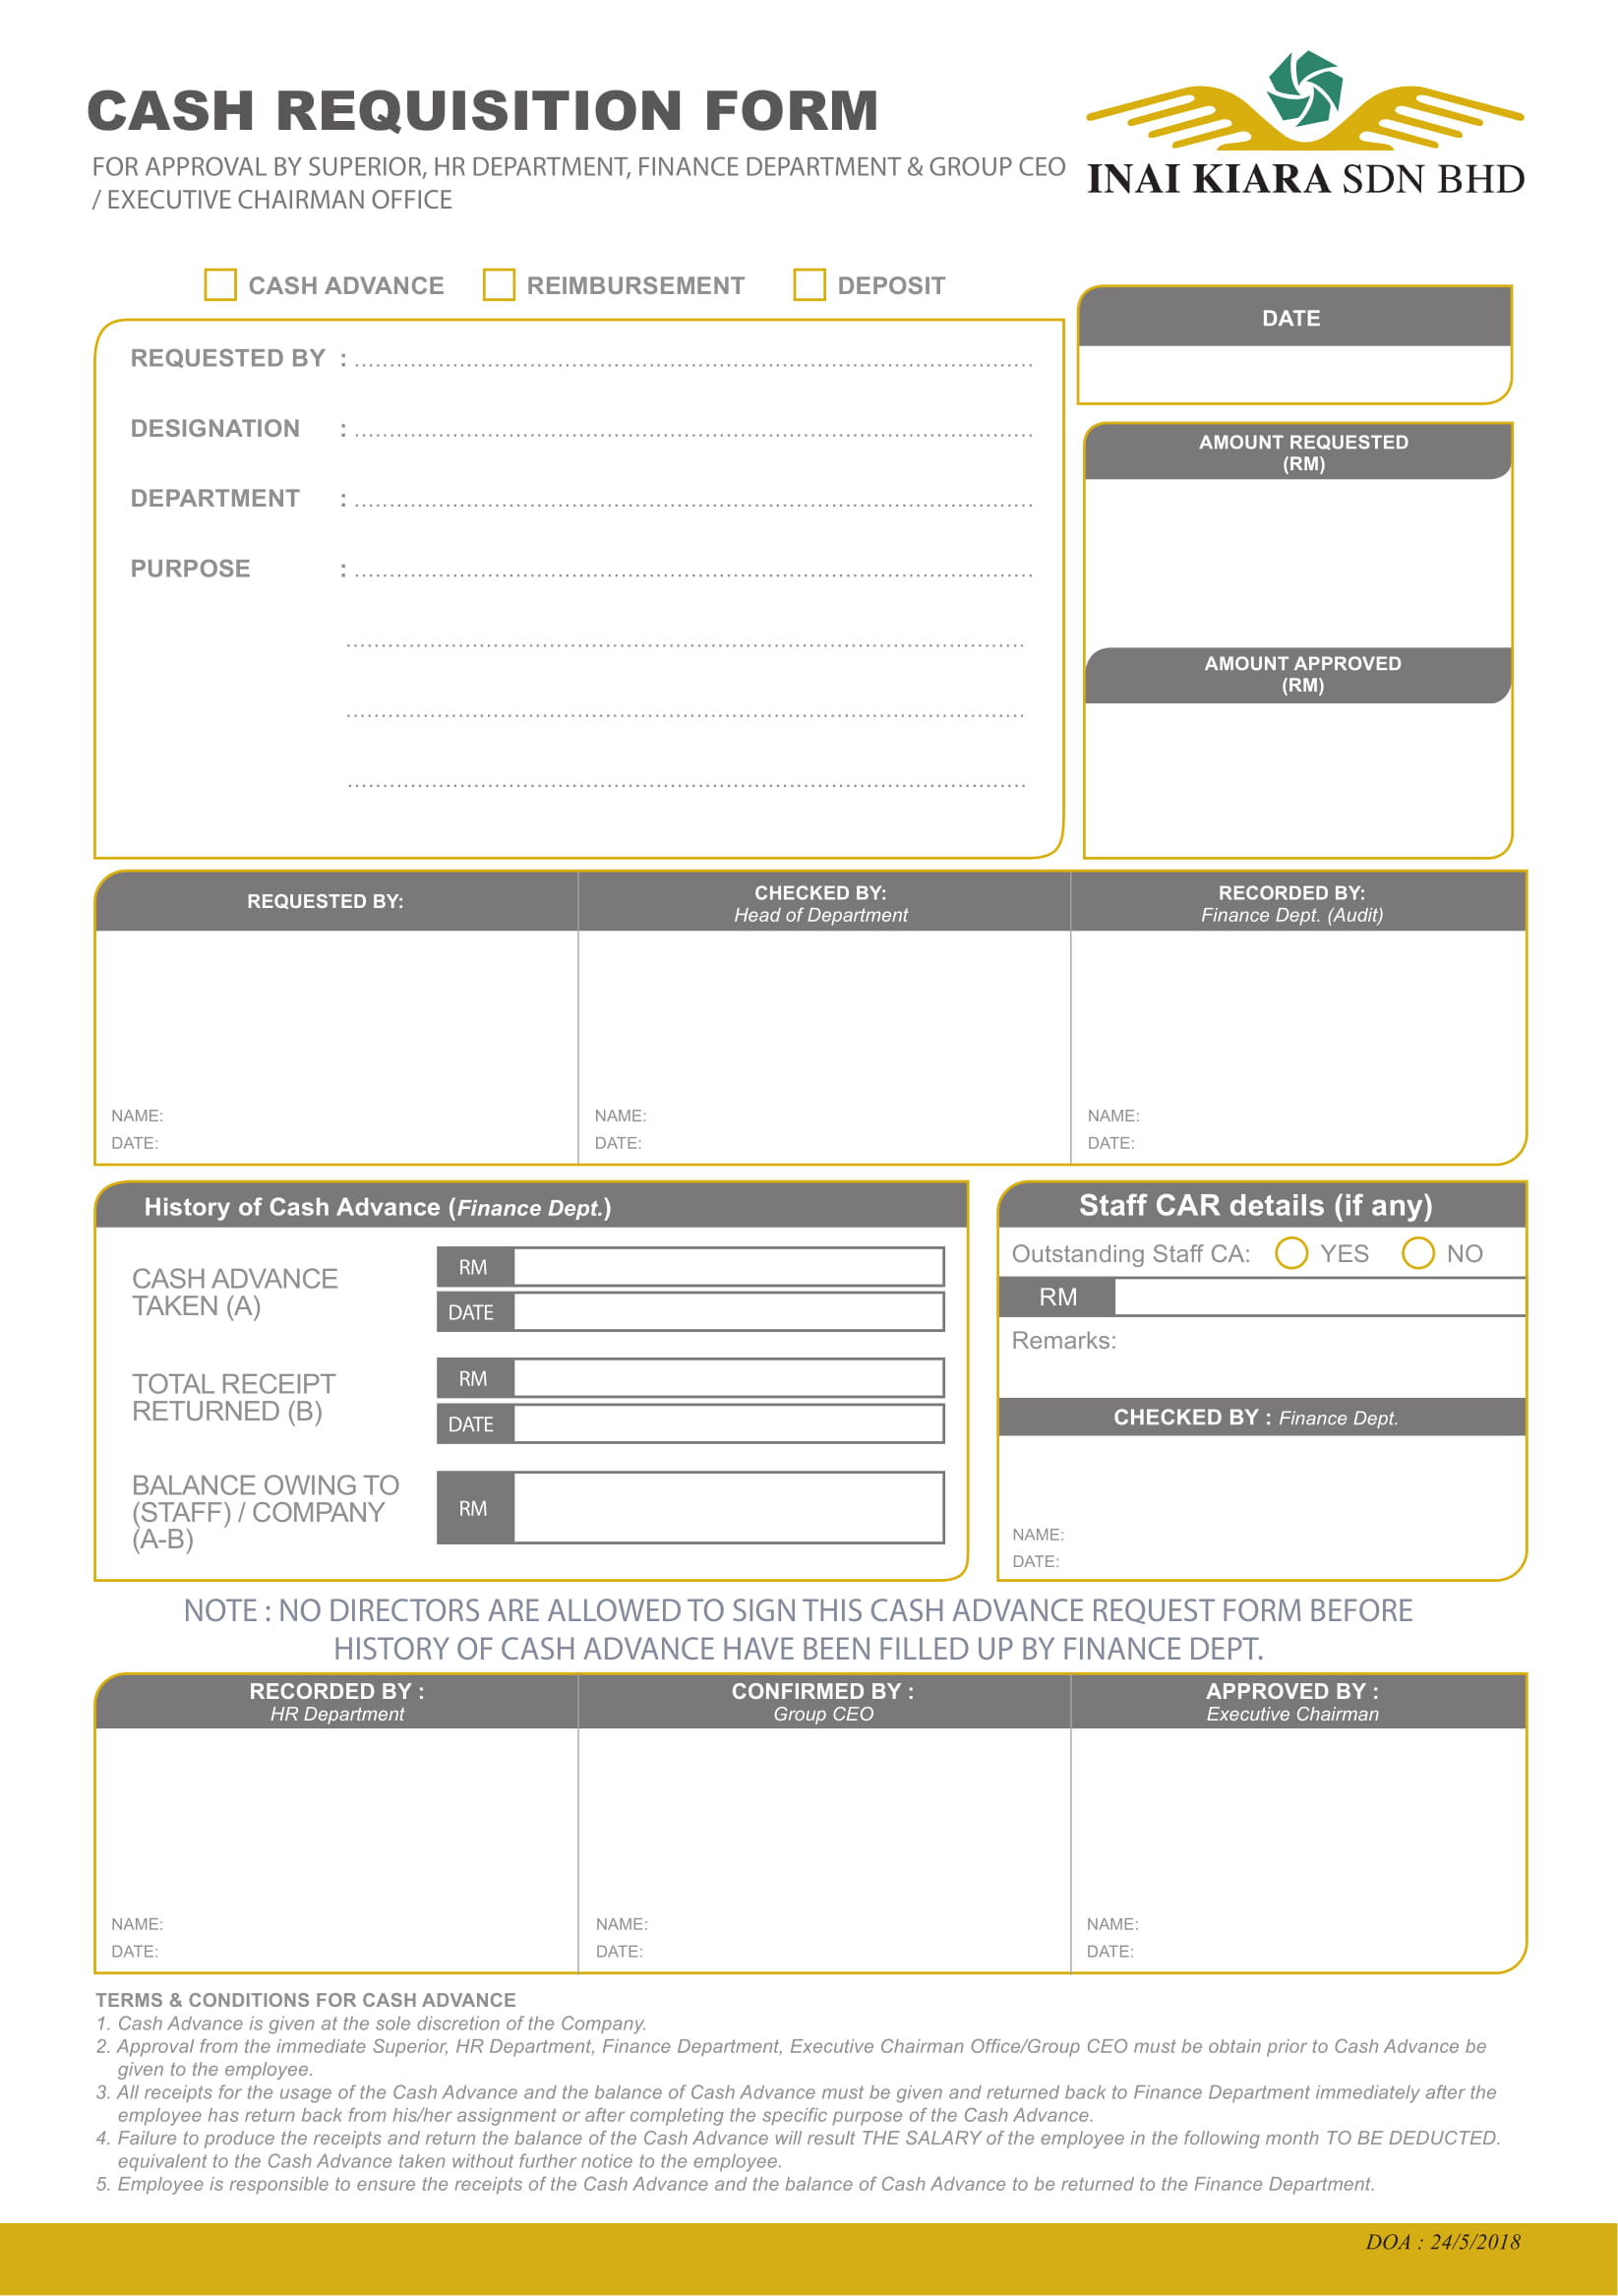 CASH REQUISITION FORM
FOR APPROVAL BY SUPERIOR, HR DEPARTMENT, FINANCE DEPARTMENT & GROUP CEO
/ EXECUTIVE CHAIRMAN OFFICE
INAI KIARA SDN BHD
CASH ADVANCE REIMBURSEMENT DEPOSIT
DATE
REQUESTED BY :
DESIGNATION :
DEPARTMENT :
PURPOSE :
AMOUNT REQUESTED
(RM)
AMOUNT APPROVED
(RM)
REQUESTED BY:
NAME:
DATE:
CHECKED BY:
Head of Department
NAME:
DATE:
RECORDED BY:
Finance Dept. (Audit)
NAME:
DATE:
History of Cash Advance (Finance Dept.)
CASH ADVANCE
TAKEN (A)
RM
DATE
TOTAL RECEIPT
RETURNED (B)
RM
DATE
BALANCE OWING TO
(STAFF) / COMPANY
(A-B)
RM
Staff CAR details (if any)
Outstanding Staff CA: YES NO
RM
Remarks:
CHECKED BY : Finance Dept.
NAME:
DATE:
NOTE : NO DIRECTORS ARE ALLOWED TO SIGN THIS CASH ADVANCE REQUEST FORM BEFORE
HISTORY OF CASH ADVANCE HAVE BEEN FILLED UP BY FINANCE DEPT.
RECORDED BY :
HR Department
NAME:
DATE:
CONFIRMED BY :
Group CEO
NAME:
DATE:
APPROVED BY :
Executive Chairman
NAME:
DATE:
TERMS & CONDITIONS FOR CASH ADVANCE
1. Cash Advance is given at the sole discretion of the Company.
2. Approval from the immediate Superior, HR Department, Finance Department, Executive Chairman Office/Group CEO must be obtain prior to Cash Advance be
given to the employee.
3. All receipts for the usage of the Cash Advance and the balance of Cash Advance must be given and returned back to Finance Department immediately after the
employee has return back from his/her assignment or after completing the specific purpose of the Cash Advance.
4. Failure to produce the receipts and return the balance of the Cash Advance will result THE SALARY of the employee in the following month TO BE DEDUCTED.
equivalent to the Cash Advance taken without further notice to the employee.
5. Employee is responsible to ensure the receipts of the Cash Advance and the balance of Cash Advance to be returned to the Finance Department.
DOA : 24/5/2018